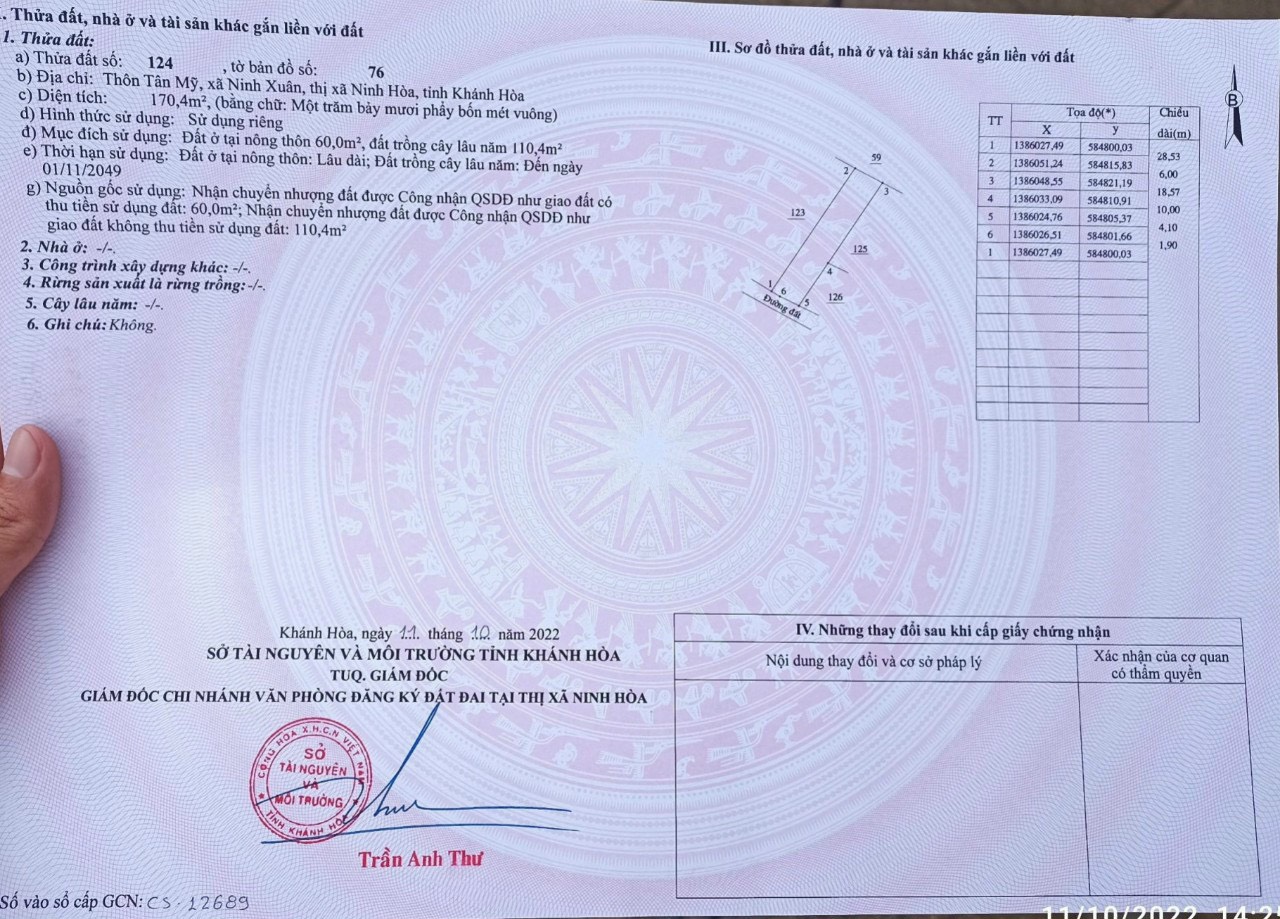 . Thửa đất, nhà ở và tài sản khác gắn liền với đất
1. Thửa đất:
a) Thửa đất số: 124 , tờ bản đồ số: 76
b) Địa chỉ: Thôn Tân Mỹ, xã Ninh Xuân, thị xã Ninh Hòa, tỉnh Khánh Hòa
c) Diện tích: 170,4m², (bằng chữ: Một trăm bảy mươi phẩy bốn mét vuông)
d) Hình thức sử dụng: Sử dụng riêng
đ) Mục đích sử dụng: Đất ở tại nông thôn 60,0m², đất trồng cây lâu năm 110,4m²
e) Thời hạn sử dụng: Đất ở tại nông thôn: Lâu dài; Đất trồng cây lâu năm: Đến ngày
01/11/2049
g) Nguồn gốc sử dụng: Nhận chuyển nhượng đất được Công nhận QSDĐ như giao đất có
thu tiền sử dụng đất: 60,0m²; Nhận chuyển nhượng đất được Công nhận QSDĐ như
giao đất không thu tiền sử dụng đất: 110,4m²
2. Nhà ở: -/-.
3. Công trình xây dựng khác: -/-.
4. Rừng sản xuất là rừng trồng: -/-.
5. Cây lâu năm: -/-.
6. Ghi chú: Không.
III. Sơ đồ thửa đất, nhà ở và tài sản khác gắn liền với đất
B
59
2
3
123
125
4
1
6
5
126
Đường đất
TT Tọa độ(*) Chiều
X y dài(m)
1 1386027,49 584800,03
28,53
2 1386051,24 584815,83
6,00
3 1386048,55 584821,19
18,57
4 1386033,09 584810,91
10,00
5 1386024,76 584805,37
4,10
6 1386026,51 584801,66
1,90
1 1386027,49 584800,03
Khánh Hòa, ngày 11. tháng 10 năm 2022
SỞ TÀI NGUYÊN VÀ MÔI TRƯỜNG TỈNH KHÁNH HÒA
TUQ. GIÁM ĐỐC
GIÁM ĐỐC CHI NHÁNH VĂN PHÒNG ĐĂNG KÝ ĐẤT ĐAI TẠI THỊ XÃ NINH HÒA
CỘNG HÒA X.H.C.N VIỆT NAM
SỞ
TÀI NGUYÊN
VÀ
MÔI TRƯỜNG
TỈNH KHÁNH HÒA
Trần Anh Thư
IV. Những thay đổi sau khi cấp giấy chứng nhận
Nội dung thay đổi và cơ sở pháp lý
Xác nhận của cơ quan
có thẩm quyền
Số vào sổ cấp GCN: CS.12689